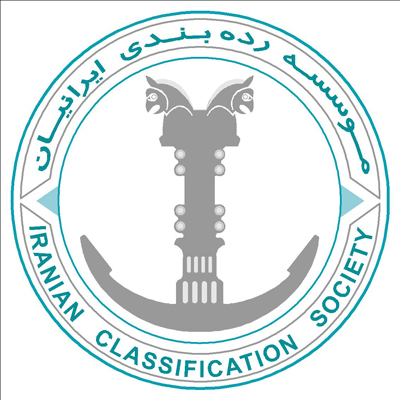 موسسه رده بندی ایرانیان
IRANIAN CLASSIFICATION SOCIETY